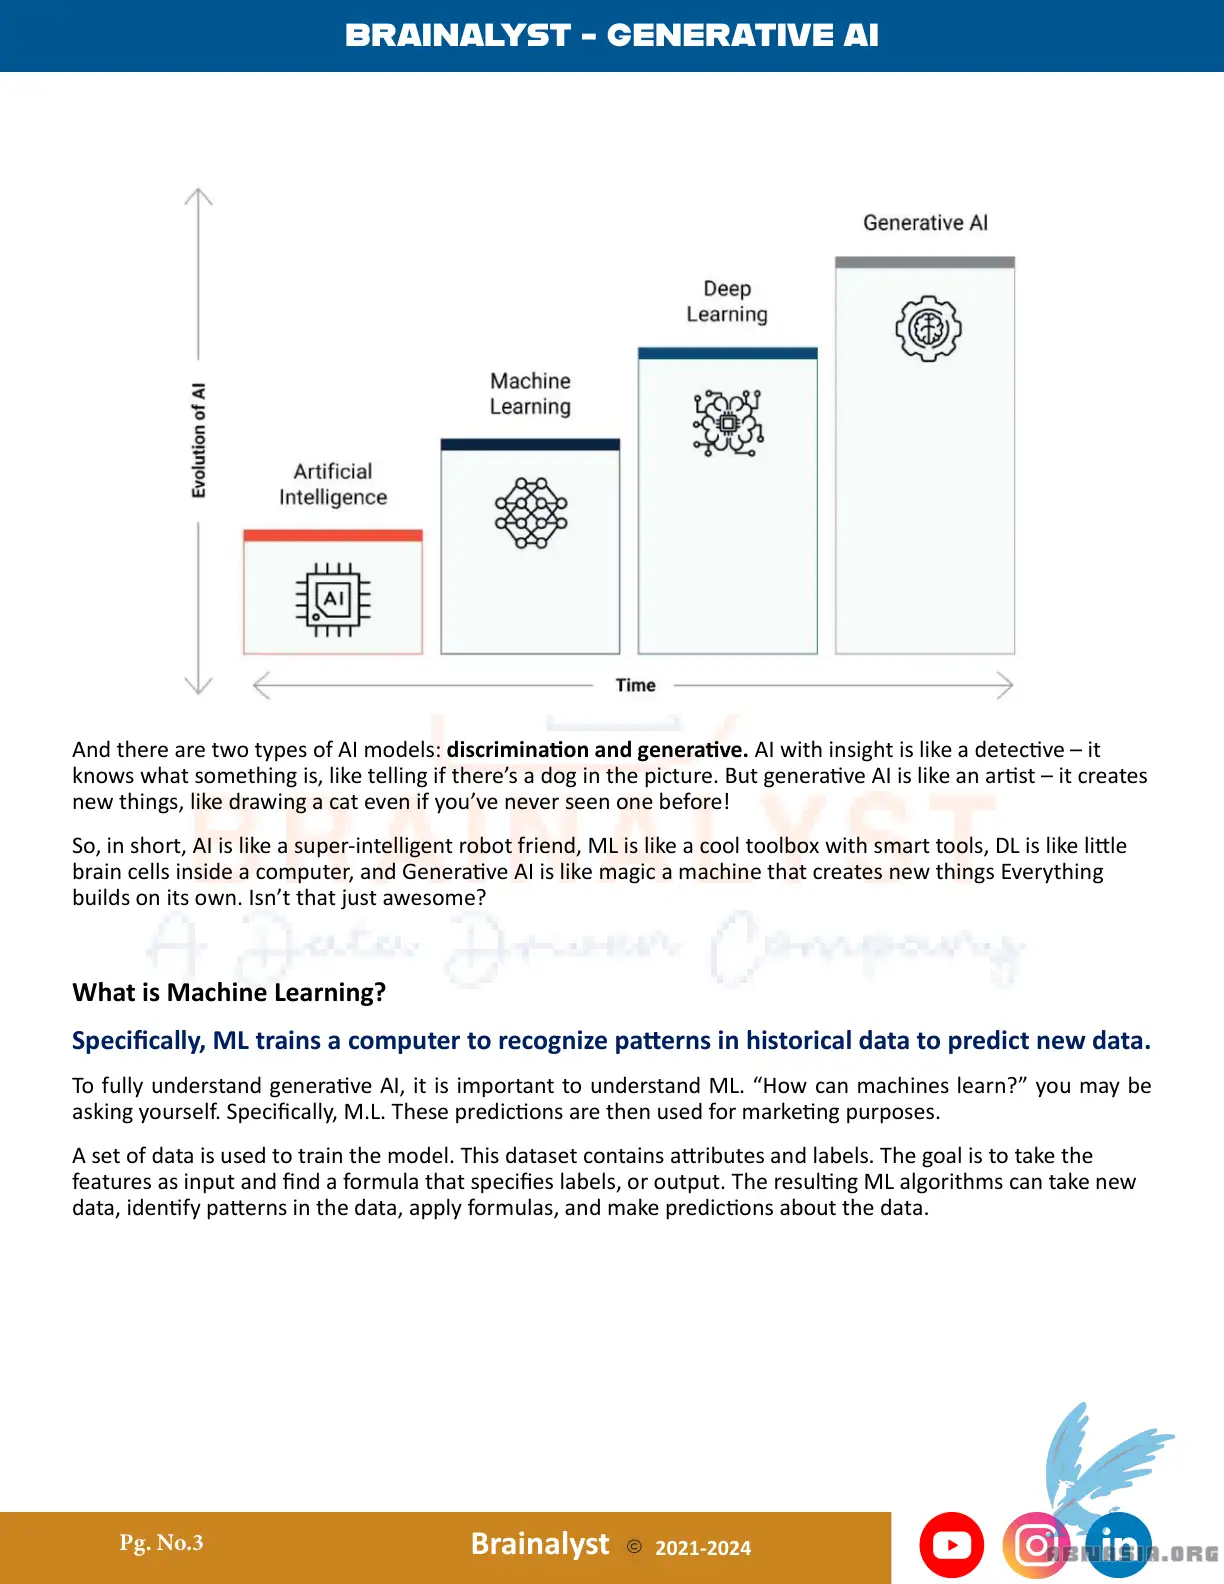 BRAINALYST - GENERATIVE AI
Generative AI
Deep
Learning
Machine
Learning
Artificial
Intelligence
AI
Evolution of AI
Time
And there are two types of AI models: discrimination and generative. AI with insight is like a detective – it
knows what something is, like telling if there’s a dog in the picture. But generative AI is like an artist – it creates
new things, like drawing a cat even if you’ve never seen one before!
So, in short, AI is like a super-intelligent robot friend, ML is like a cool toolbox with smart tools, DL is like little
brain cells inside a computer, and Generative AI is like magic a machine that creates new things Everything
builds on its own. Isn’t that just awesome?
BRAINALYST
A Data Driven Company
What is Machine Learning?
Specifically, ML trains a computer to recognize patterns in historical data to predict new data.
To fully understand generative AI, it is important to understand ML. “How can machines learn?” you may be
asking yourself. Specifically, M.L. These predictions are then used for marketing purposes.
A set of data is used to train the model. This dataset contains attributes and labels. The goal is to take the
features as input and find a formula that specifies labels, or output. The resulting ML algorithms can take new
data, identify patterns in the data, apply formulas, and make predictions about the data.
Pg. No.3
Brainalyst © 2021-2024
in
ABIWASIA.ORG